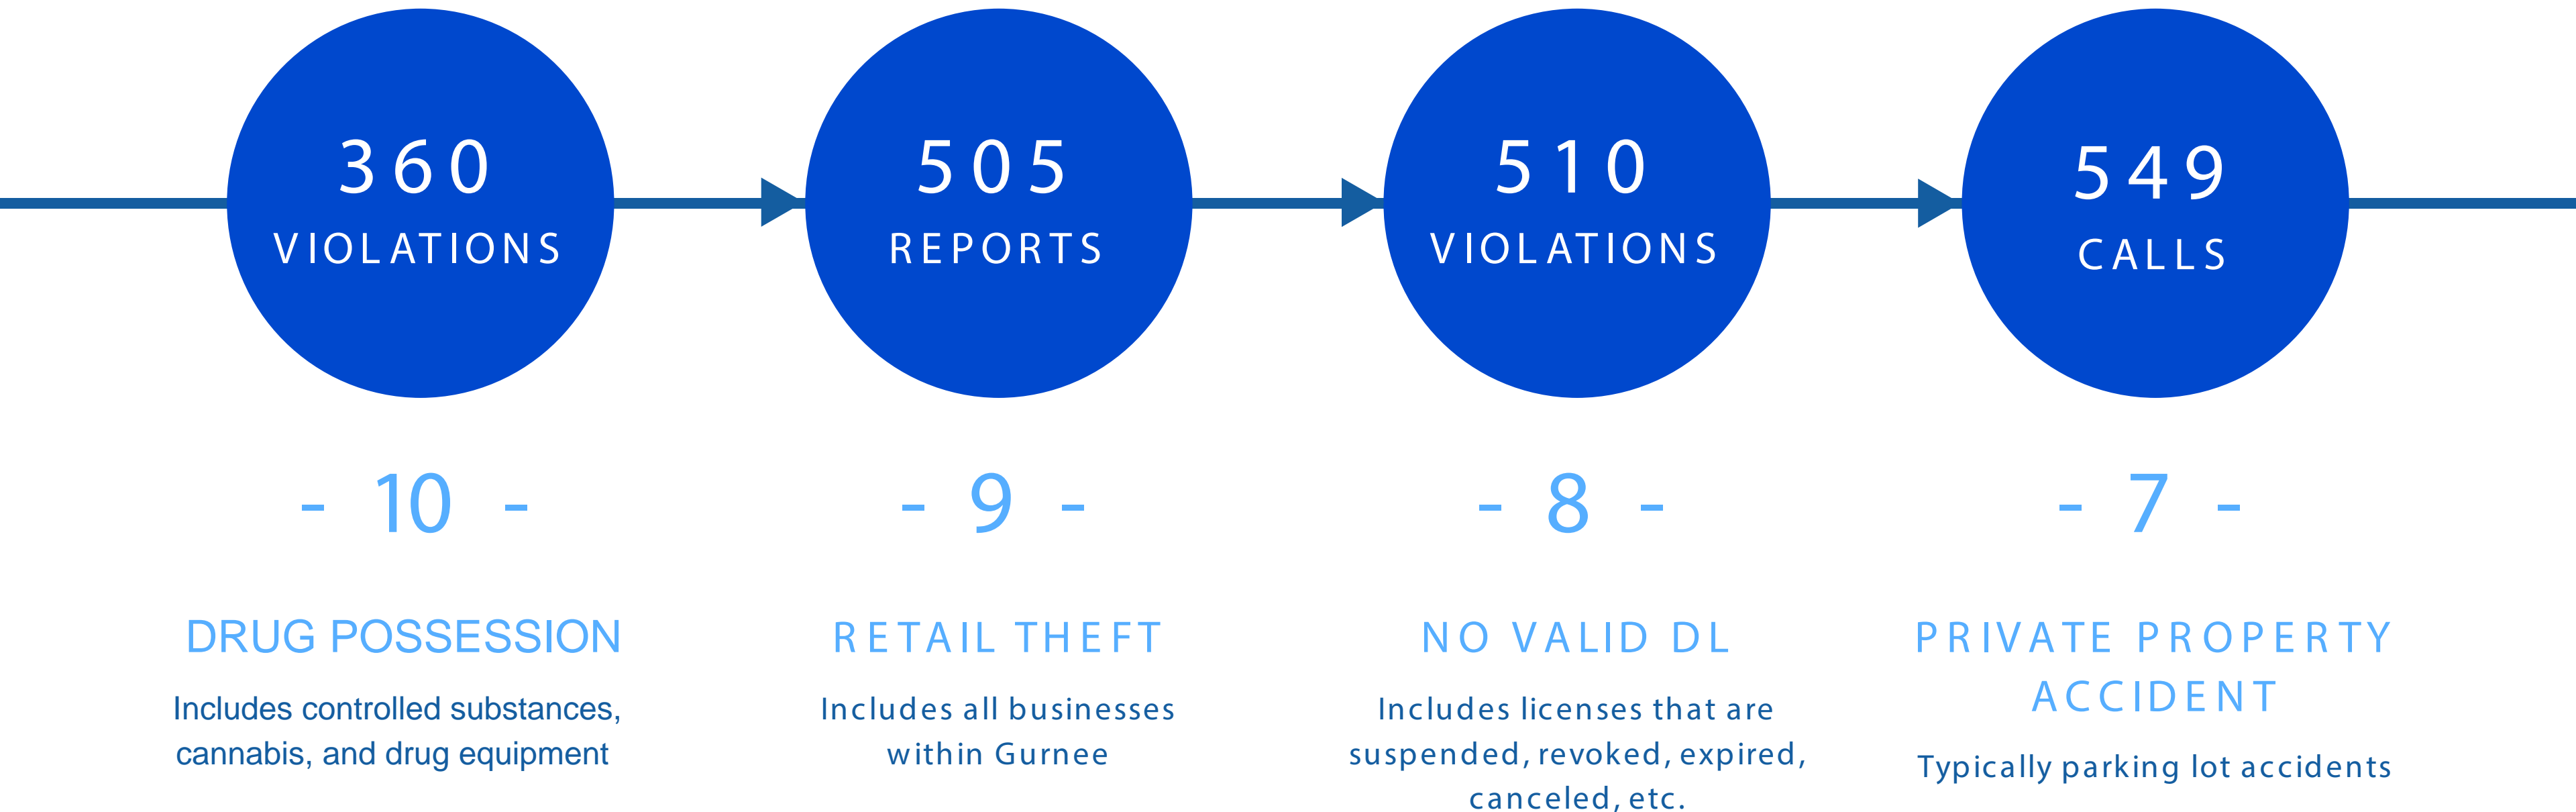 360
VIOLATIONS
505
REPORTS
510
VIOLATIONS
549
CALLS
- 10 -
- 9 -
- 8 -
- 7 -
DRUG POSSESSION
Includes controlled substances,
cannabis, and drug equipment
RETAIL THEFT
Includes all businesses
within Gurnee
NO VALID DL
Includes licenses that are
suspended, revoked, expired,
canceled, etc.
PRIVATE PROPERTY
ACCIDENT
Typically parking lot accidents